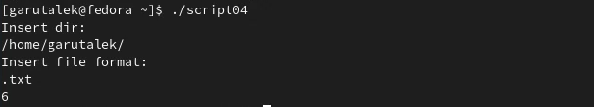 [garutalek@fedora ~]$ ./script04
Insert dir:
/home/garutalek/
Insert file format:
.txt
6